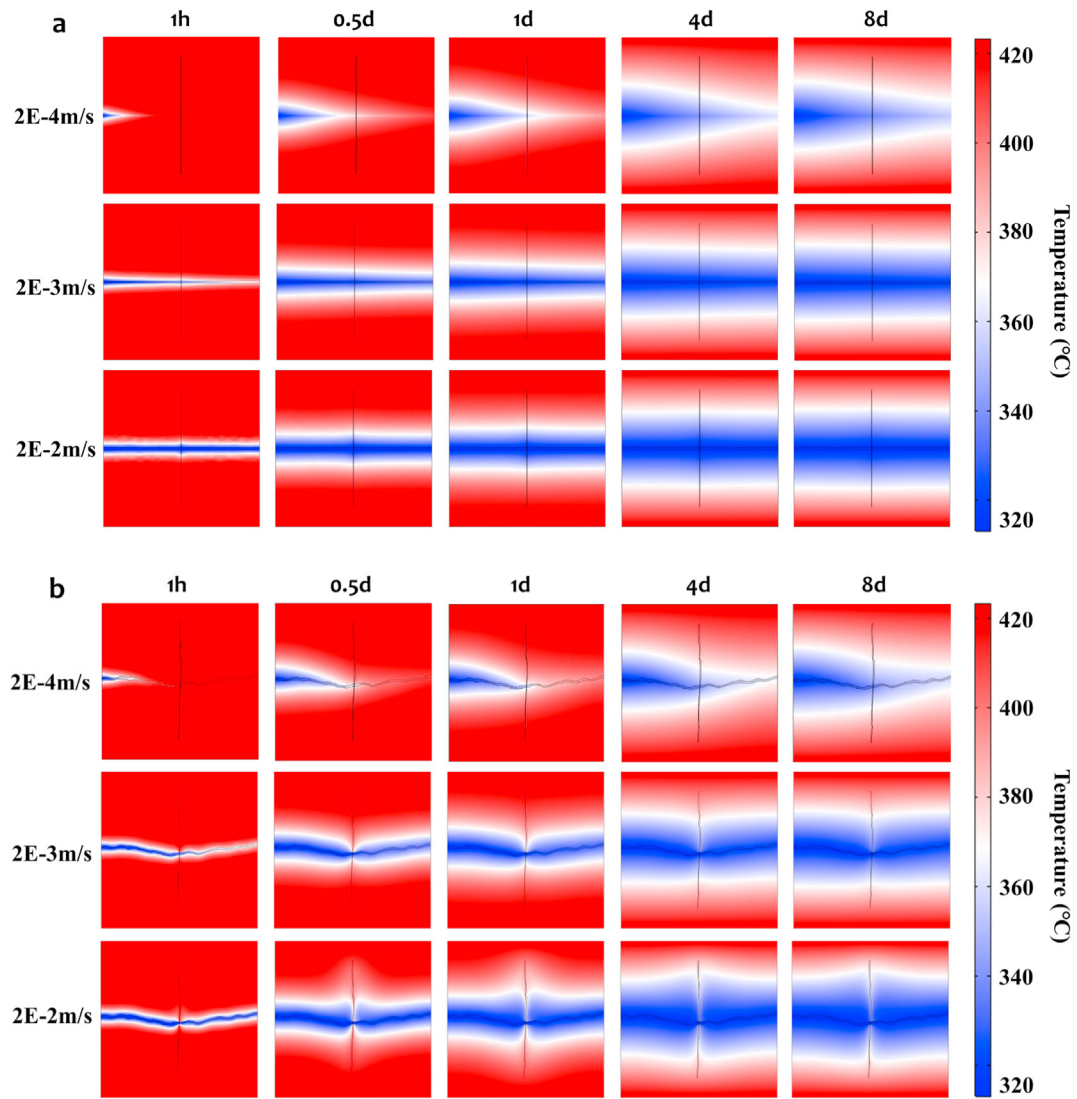 a
1h 0.5d 1d 4d 8d
2E-4m/s
2E-3m/s
2E-2m/s
420
400
380
360
340
320
Temperature (°C)
b
1h 0.5d 1d 4d 8d
2E-4m/s
2E-3m/s
2E-2m/s
420
400
380
360
340
320
Temperature (°C)